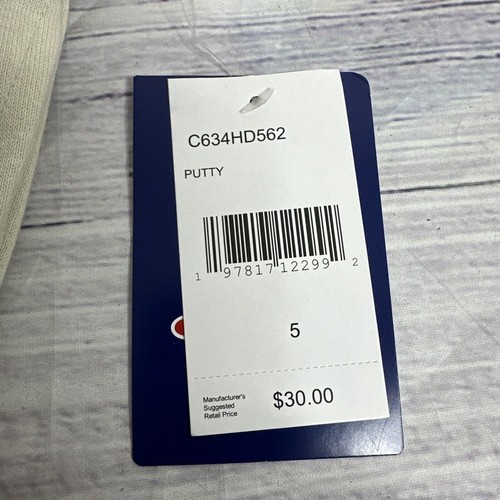 C634HD562
PUTTY
1 97817 12299 2
5
Manufacturer's
Suggested
Retail Price
$30.00